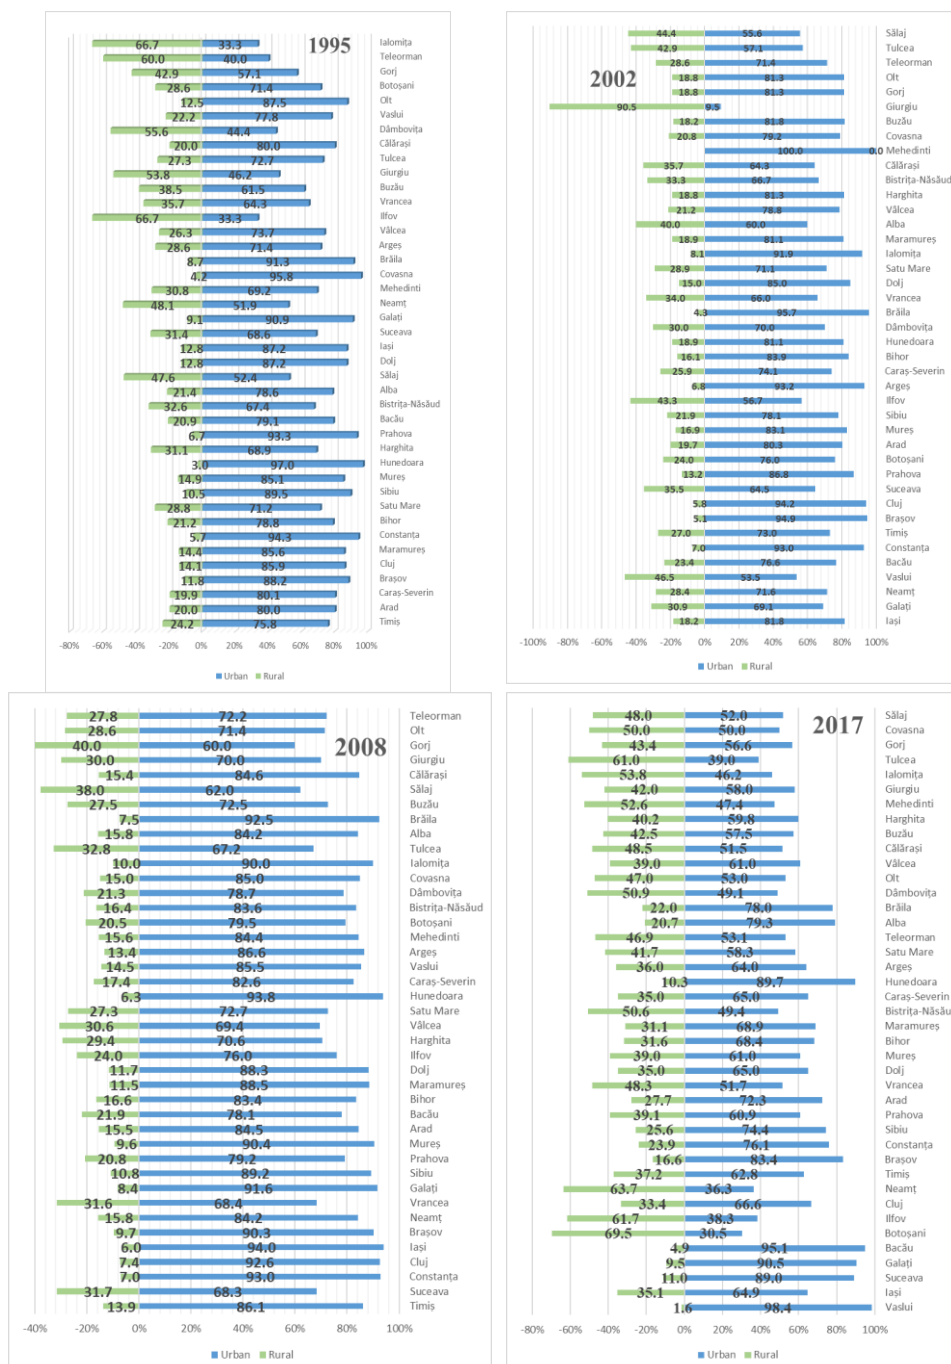 1995
66.7 33.3 Ialomița
60.0 40.0 Teleorman
42.9 57.1 Gorj
28.6 71.4 Botoșani
12.5 87.5 Olt
22.2 77.8 Vaslui
55.6 44.4 Dâmbovița
20.0 80.0 Călărași
27.3 72.7 Tulcea
53.8 46.2 Giurgiu
38.5 61.5 Buzău
35.7 64.3 Vrancea
66.7 33.3 Ilfov
26.3 73.7 Vâlcea
28.6 71.4 Argeș
8.7 91.3 Brăila
4.2 95.8 Covasna
30.8 69.2 Mehedinti
48.1 51.9 Neamț
9.1 90.9 Galați
31.4 68.6 Suceava
12.8 87.2 Iași
12.8 87.2 Dolj
47.6 52.4 Sălaj
21.4 78.6 Alba
32.6 67.4 Bistrița-Năsăud
20.9 79.1 Bacău
6.7 93.3 Prahova
31.1 68.9 Harghita
3.0 97.0 Hunedoara
14.9 85.1 Mureș
10.5 89.5 Sibiu
28.8 71.2 Satu Mare
21.2 78.8 Bihor
5.7 94.3 Constanța
14.4 85.6 Maramureș
14.1 85.9 Cluj
11.8 88.2 Brașov
19.9 80.1 Caraș-Severin
20.0 80.0 Arad
24.2 75.8 Timiș
-80% -60% -40% -20% 0% 20% 40% 60% 80% 100%
Urban Rural
2002
44.4 55.6 Sălaj
42.9 57.1 Tulcea
28.6 71.4 Teleorman
18.8 81.3 Olt
18.8 81.3 Gorj
90.5 9.5 Giurgiu
18.2 81.8 Buzău
20.8 79.2 Covasna
100.0 0.0 Mehedinti
35.7 64.3 Călărași
33.3 66.7 Bistrița-Năsăud
18.8 81.3 Harghita
21.2 78.8 Vâlcea
40.0 60.0 Alba
18.9 81.1 Maramureș
8.1 91.9 Ialomița
28.9 71.1 Satu Mare
15.0 85.0 Dolj
34.0 66.0 Vrancea
4.3 95.7 Brăila
30.0 70.0 Dâmbovița
18.9 81.1 Hunedoara
16.1 83.9 Bihor
25.9 74.1 Caraș-Severin
6.8 93.2 Argeș
43.3 56.7 Ilfov
21.9 78.1 Sibiu
16.9 83.1 Mureș
19.7 80.3 Arad
24.0 76.0 Botoșani
13.2 86.8 Prahova
35.5 64.5 Suceava
5.8 94.2 Cluj
5.1 94.9 Brașov
27.0 73.0 Timiș
7.0 93.0 Constanța
23.4 76.6 Bacău
46.5 53.5 Vaslui
28.4 71.6 Neamț
30.9 69.1 Galați
18.2 81.8 Iași
-100% -80% -60% -40% -20% 0% 20% 40% 60% 80% 100%
Urban Rural
2008
27.8 72.2 Teleorman
28.6 71.4 Olt
40.0 60.0 Gorj
30.0 70.0 Giurgiu
15.4 84.6 Călărași
38.0 62.0 Sălaj
27.5 72.5 Buzău
7.5 92.5 Brăila
15.8 84.2 Alba
32.8 67.2 Tulcea
10.0 90.0 Ialomița
15.0 85.0 Covasna
21.3 78.7 Dâmbovița
16.4 83.6 Bistrița-Năsăud
20.5 79.5 Botoșani
15.6 84.4 Mehedinti
13.4 86.6 Argeș
14.5 85.5 Vaslui
17.4 82.6 Caraș-Severin
6.3 93.8 Hunedoara
27.3 72.7 Satu Mare
30.6 69.4 Vâlcea
29.4 70.6 Harghita
24.0 76.0 Ilfov
11.7 88.3 Dolj
11.5 88.5 Maramureș
16.6 83.4 Bihor
21.9 78.1 Bacău
15.5 84.5 Arad
9.6 90.4 Mureș
20.8 79.2 Prahova
10.8 89.2 Sibiu
8.4 91.6 Galați
31.6 68.4 Vrancea
15.8 84.2 Neamț
9.7 90.3 Brașov
6.0 94.0 Iași
7.4 92.6 Cluj
7.0 93.0 Constanța
31.7 68.3 Suceava
13.9 86.1 Timiș
-40% -20% 0% 20% 40% 60% 80% 100%
Urban Rural
2017
48.0 52.0 Sălaj
50.0 50.0 Covasna
43.4 56.6 Gorj
61.0 39.0 Tulcea
53.8 46.2 Ialomița
42.0 58.0 Giurgiu
52.6 47.4 Mehedinti
40.2 59.8 Harghita
42.5 57.5 Buzău
48.5 51.5 Călărași
39.0 61.0 Vâlcea
47.0 53.0 Olt
50.9 49.1 Dâmbovița
22.0 78.0 Brăila
20.7 79.3 Alba
46.9 53.1 Teleorman
41.7 58.3 Satu Mare
36.0 64.0 Argeș
10.3 89.7 Hunedoara
35.0 65.0 Caraș-Severin
50.6 49.4 Bistrița-Năsău
31.1 68.9 Maramureș
31.6 68.4 Bihor
39.0 61.0 Mureș
35.0 65.0 Dolj
48.3 51.7 Vrancea
27.7 72.3 Arad
39.1 60.9 Prahova
25.6 74.4 Sibiu
23.9 76.1 Constanța
16.6 83.4 Brașov
37.2 62.8 Timiș
63.7 36.3 Neamț
33.4 66.6 Cluj
61.7 38.3 Ilfov
69.5 30.5 Botoșani
4.9 95.1 Bacău
9.5 90.5 Galați
11.0 89.0 Suceava
35.1 64.9 Iași
1.6 98.4 Vaslui
-80% -60% -40% -20% 0% 20% 40% 60% 80% 100%
Urban Rural